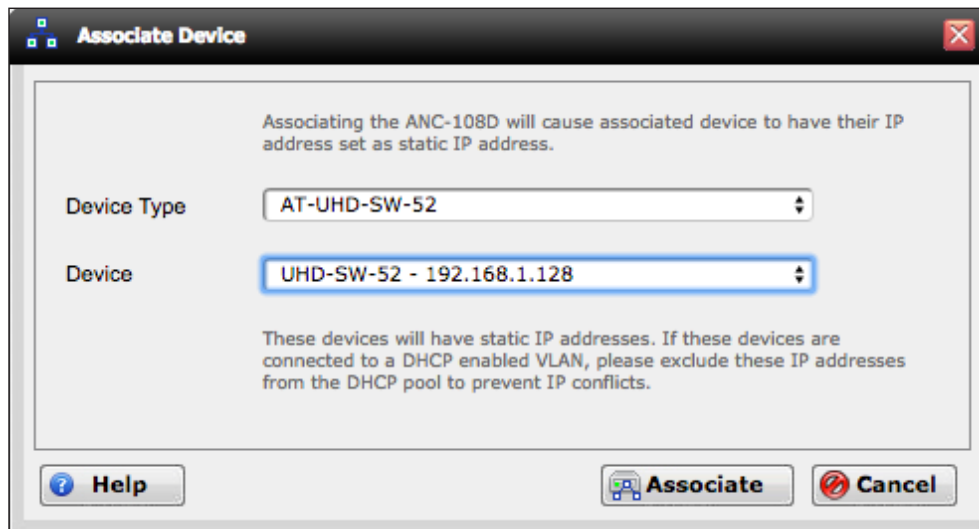 Associate Device
Associating the ANC-108D will cause associated device to have their IP
address set as static IP address.
Device Type
AT-UHD-SW-52
Device
UHD-SW-52 - 192.168.1.128
These devices will have static IP addresses. If these devices are
connected to a DHCP enabled VLAN, please exclude these IP addresses
from the DHCP pool to prevent IP conflicts.
Help
Associate
Cancel